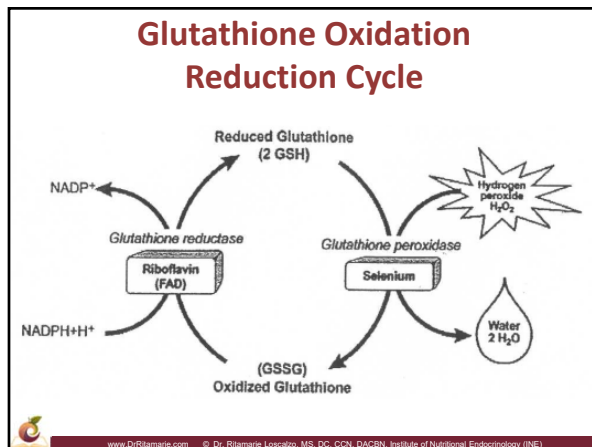 Glutathione Oxidation
Reduction Cycle
Reduced Glutathione
(2 GSH)
NADP⁺
Hydrogen
peroxide
H₂O₂
Glutathione reductase
Glutathione peroxidase
Riboflavin
(FAD)
Selenium
NADPH+H⁺
Water
2 H₂O
(GSSG)
Oxidized Glutathione
www.DrRitamarie.com © Dr. Ritamarie Loscalzo, MS, DC, CCN, DACBN, Institute of Nutritional Endocrinology (INE)